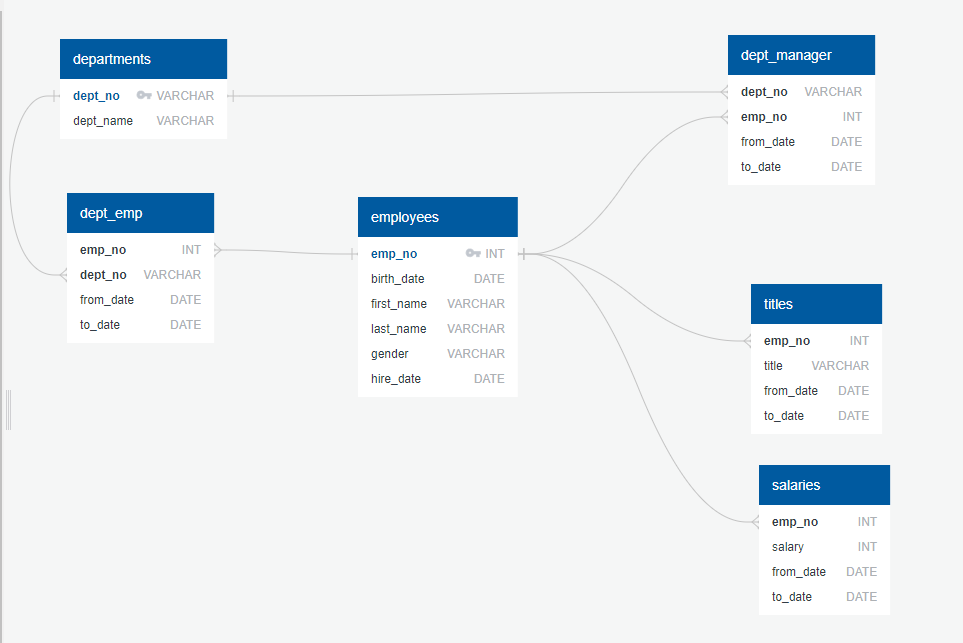 departments
dept_no VARCHAR
dept_name VARCHAR
dept_manager
dept_no VARCHAR
emp_no INT
from_date DATE
to_date DATE
dept_emp
emp_no INT
dept_no VARCHAR
from_date DATE
to_date DATE
employees
emp_no INT
birth_date DATE
first_name VARCHAR
last_name VARCHAR
gender VARCHAR
hire_date DATE
titles
emp_no INT
title VARCHAR
from_date DATE
to_date DATE
salaries
emp_no INT
salary INT
from_date DATE
to_date DATE